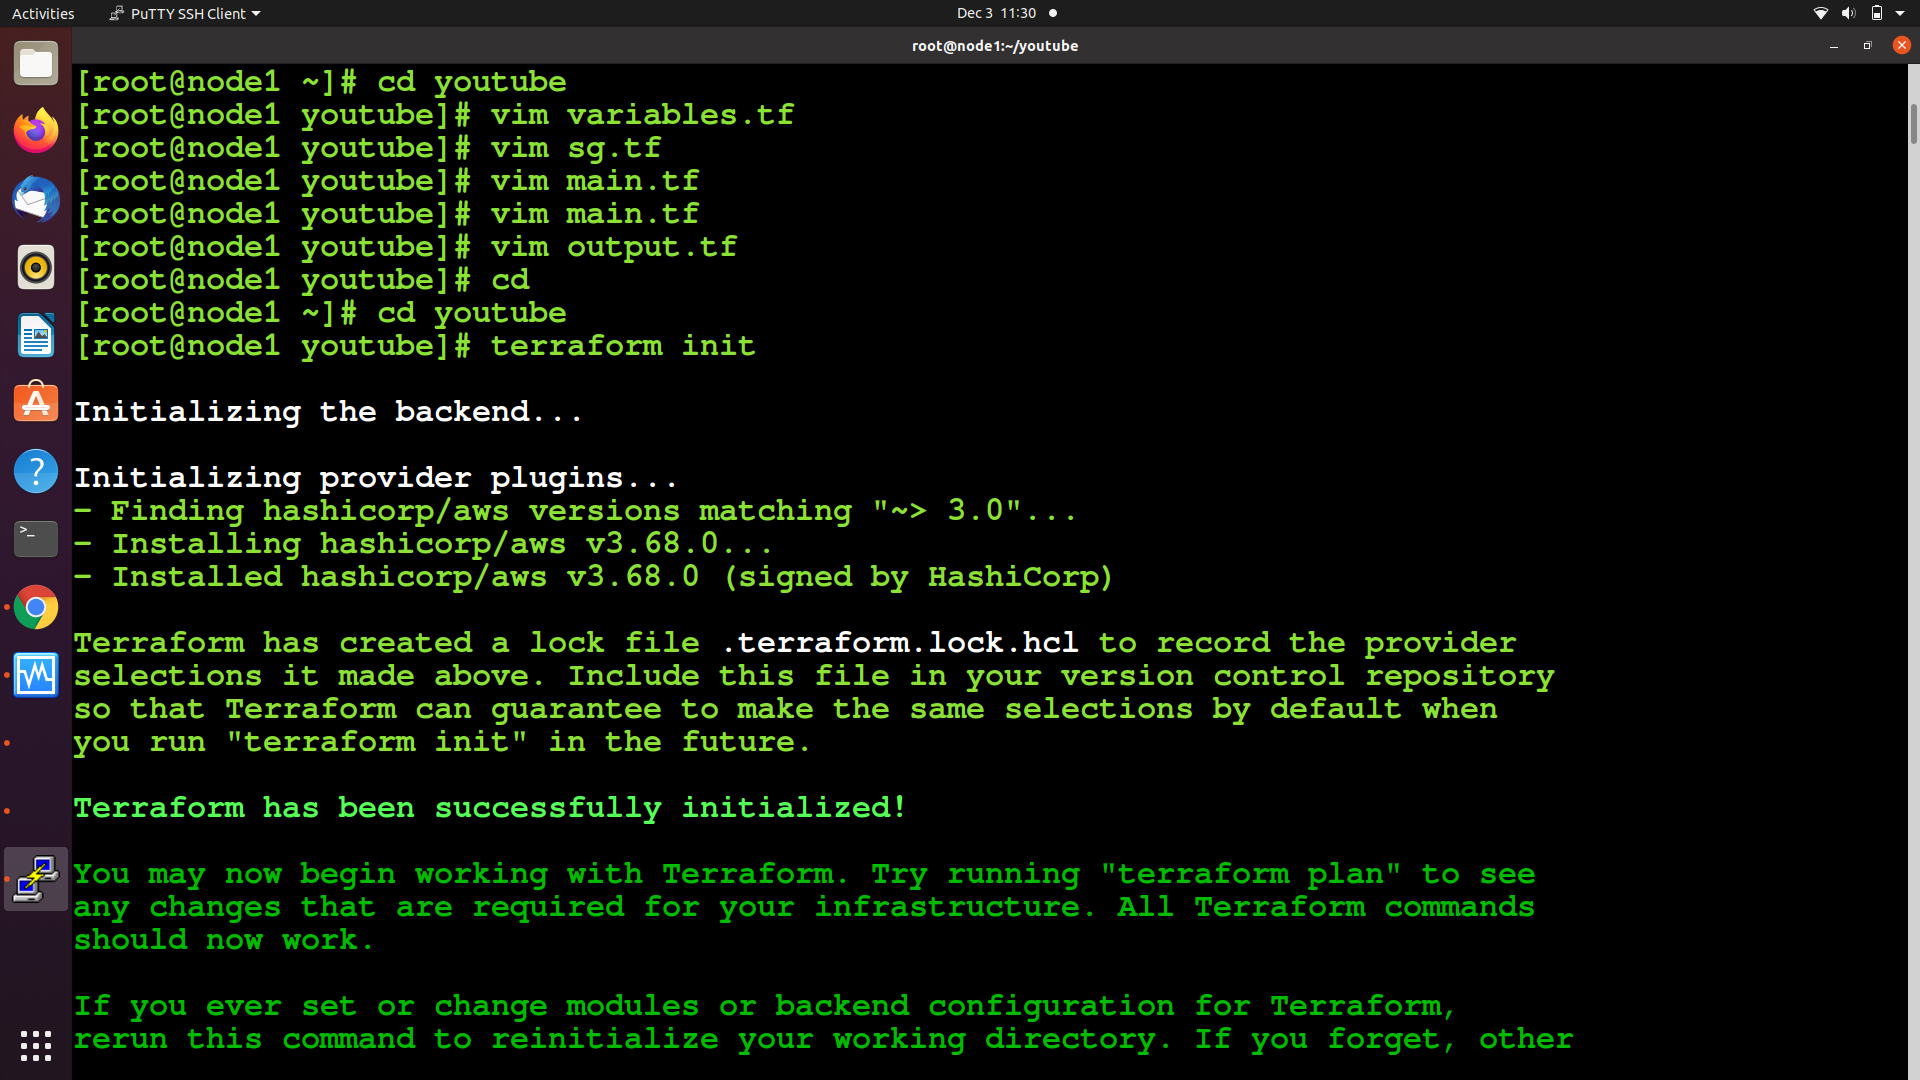 Activities PuTTY SSH Client Dec 3 11:30
root@node1:~/youtube
[root@node1 ~]# cd youtube
[root@node1 youtube]# vim variables.tf
[root@node1 youtube]# vim sg.tf
[root@node1 youtube]# vim main.tf
[root@node1 youtube]# vim main.tf
[root@node1 youtube]# vim output.tf
[root@node1 youtube]# cd
[root@node1 ~]# cd youtube
[root@node1 youtube]# terraform init
Initializing the backend...
Initializing provider plugins...
- Finding hashicorp/aws versions matching "~> 3.0"...
- Installing hashicorp/aws v3.68.0...
- Installed hashicorp/aws v3.68.0 (signed by HashiCorp)
Terraform has created a lock file .terraform.lock.hcl to record the provider
selections it made above. Include this file in your version control repository
so that Terraform can guarantee to make the same selections by default when
you run "terraform init" in the future.
Terraform has been successfully initialized!
You may now begin working with Terraform. Try running "terraform plan" to see
any changes that are required for your infrastructure. All Terraform commands
should now work.
If you ever set or change modules or backend configuration for Terraform,
rerun this command to reinitialize your working directory. If you forget, other